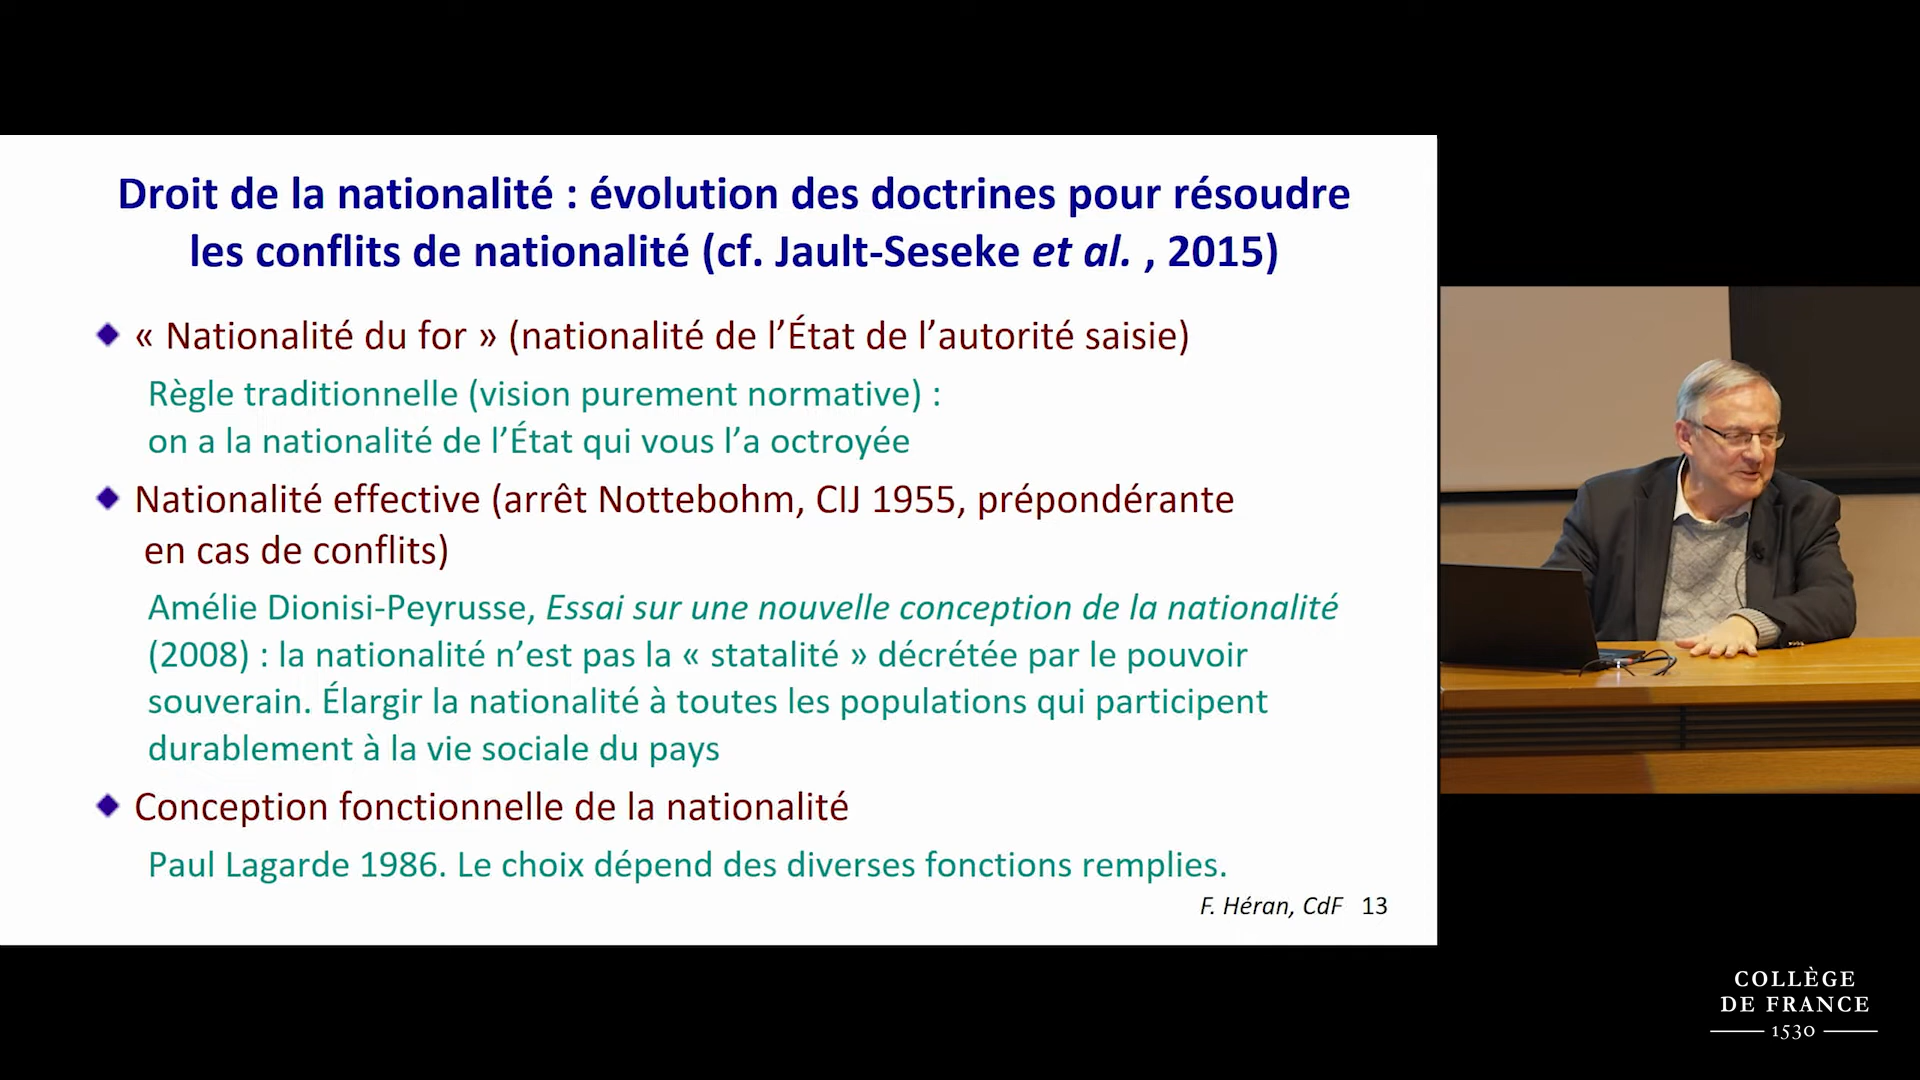 Droit de la nationalité : évolution des doctrines pour résoudre
les conflits de nationalité (cf. Jault-Seseke et al. , 2015)
« Nationalité du for » (nationalité de l’État de l’autorité saisie)
Règle traditionnelle (vision purement normative) :
on a la nationalité de l’État qui vous l’a octroyée
Nationalité effective (arrêt Nottebohm, CIJ 1955, prépondérante
en cas de conflits)
Amélie Dionisi-Peyrusse, Essai sur une nouvelle conception de la nationalité
(2008) : la nationalité n’est pas la « statalité » décrétée par le pouvoir
souverain. Élargir la nationalité à toutes les populations qui participent
durablement à la vie sociale du pays
Conception fonctionnelle de la nationalité
Paul Lagarde 1986. Le choix dépend des diverses fonctions remplies.
F. Héran, CdF 13
COLLÈGE
DE FRANCE
1530